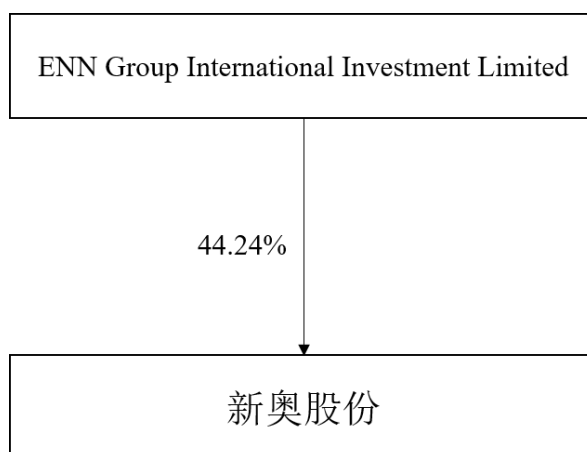 ENN Group International Investment Limited
44.24%
新奥股份